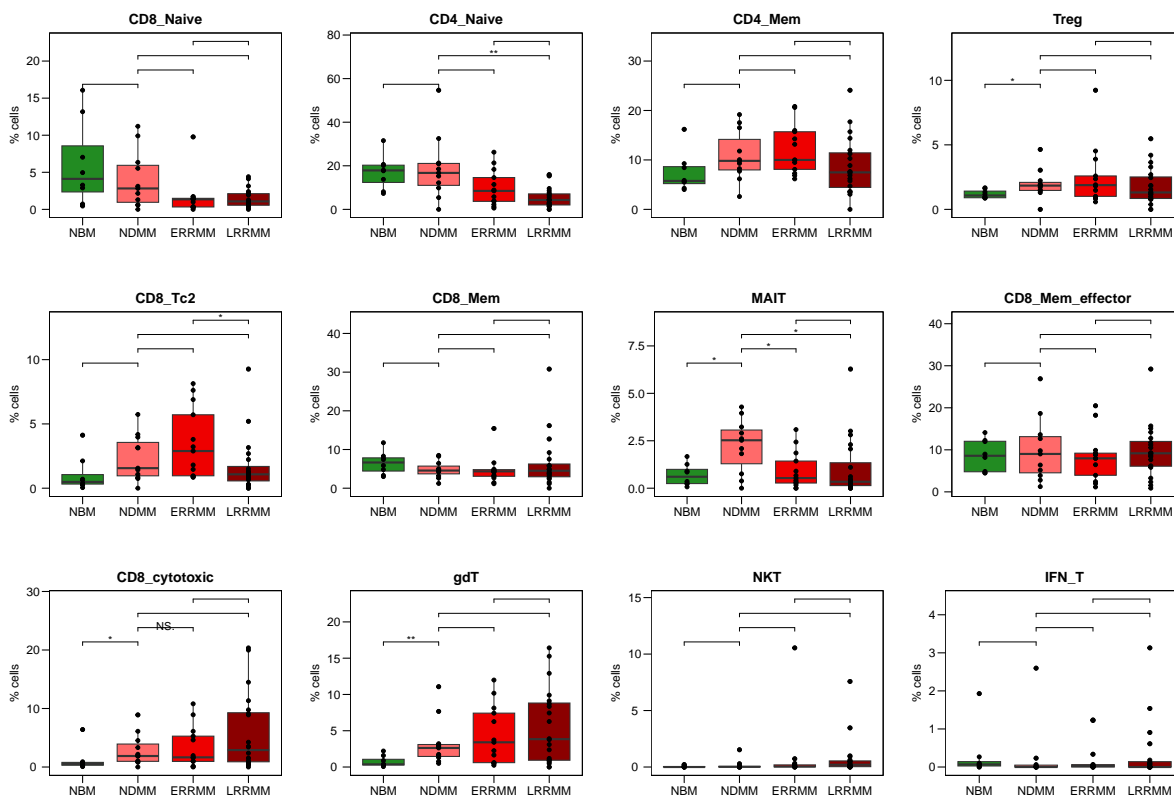 CD8_Naive
% cells
20
15
10
5
0
NBM NDMM ERRMM LRRMM
CD4_Naive
**
% cells
80
60
40
20
0
NBM NDMM ERRMM LRRMM
CD4_Mem
% cells
30
20
10
0
NBM NDMM ERRMM LRRMM
Treg
*
% cells
10
5
0
NBM NDMM ERRMM LRRMM
CD8_Tc2
*
% cells
10
5
0
NBM NDMM ERRMM LRRMM
CD8_Mem
% cells
40
30
20
10
0
NBM NDMM ERRMM LRRMM
MAIT
*
* *
% cells
7.5
5.0
2.5
0.0
NBM NDMM ERRMM LRRMM
CD8_Mem_effector
% cells
40
30
20
10
0
NBM NDMM ERRMM LRRMM
CD8_cytotoxic
NS.
*
% cells
30
20
10
0
NBM NDMM ERRMM LRRMM
gdT
**
% cells
20
15
10
5
0
NBM NDMM ERRMM LRRMM
NKT
% cells
15
10
5
0
NBM NDMM ERRMM LRRMM
IFN_T
% cells
4
3
2
1
0
NBM NDMM ERRMM LRRMM